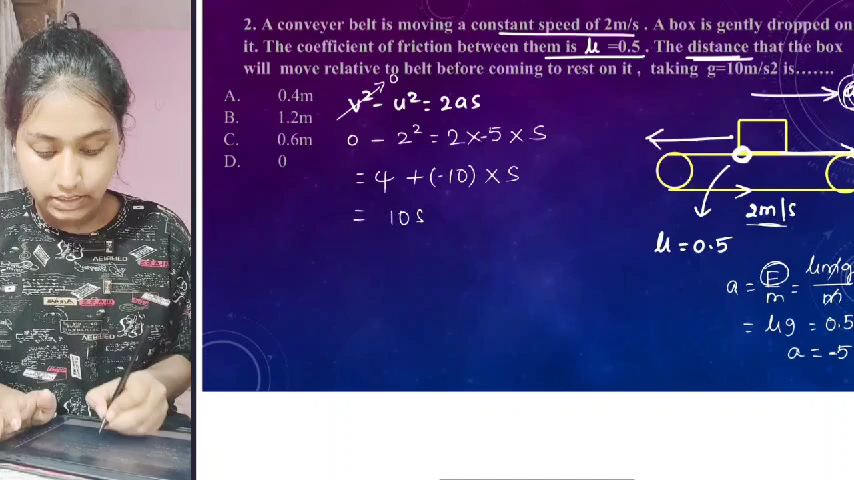 2. A conveyer belt is moving a constant speed of 2m/s . A box is gently dropped on
it. The coefficient of friction between them is μ =0.5 . The distance that the box
will move relative to belt before coming to rest on it , taking g=10m/s2 is…….
A. 0.4m
B. 1.2m
C. 0.6m
D. 0
0
v² - u² = 2as
0 - 2² = 2 x -5 x S
= 4 + (-10) x S
= 10s
2m/s
μ = 0.5
a = F/m = μmg/m
= μg = 0.5
a = -5